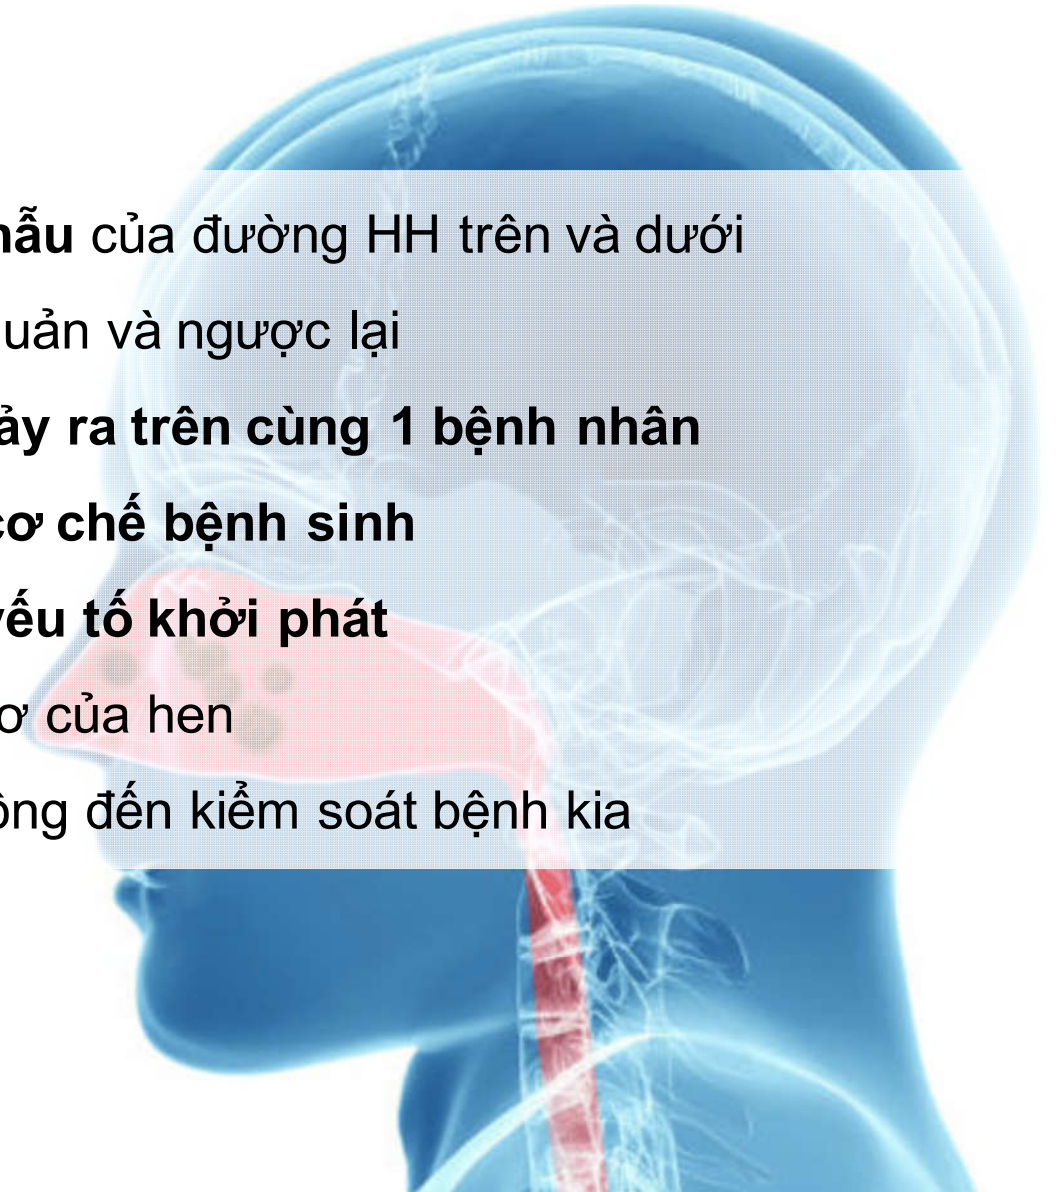 hẫu của đường HH trên và dưới
uản và ngược lại
ảy ra trên cùng 1 bệnh nhân
cơ chế bệnh sinh
yếu tố khởi phát
ơ của hen
ông đến kiểm soát bệnh kia